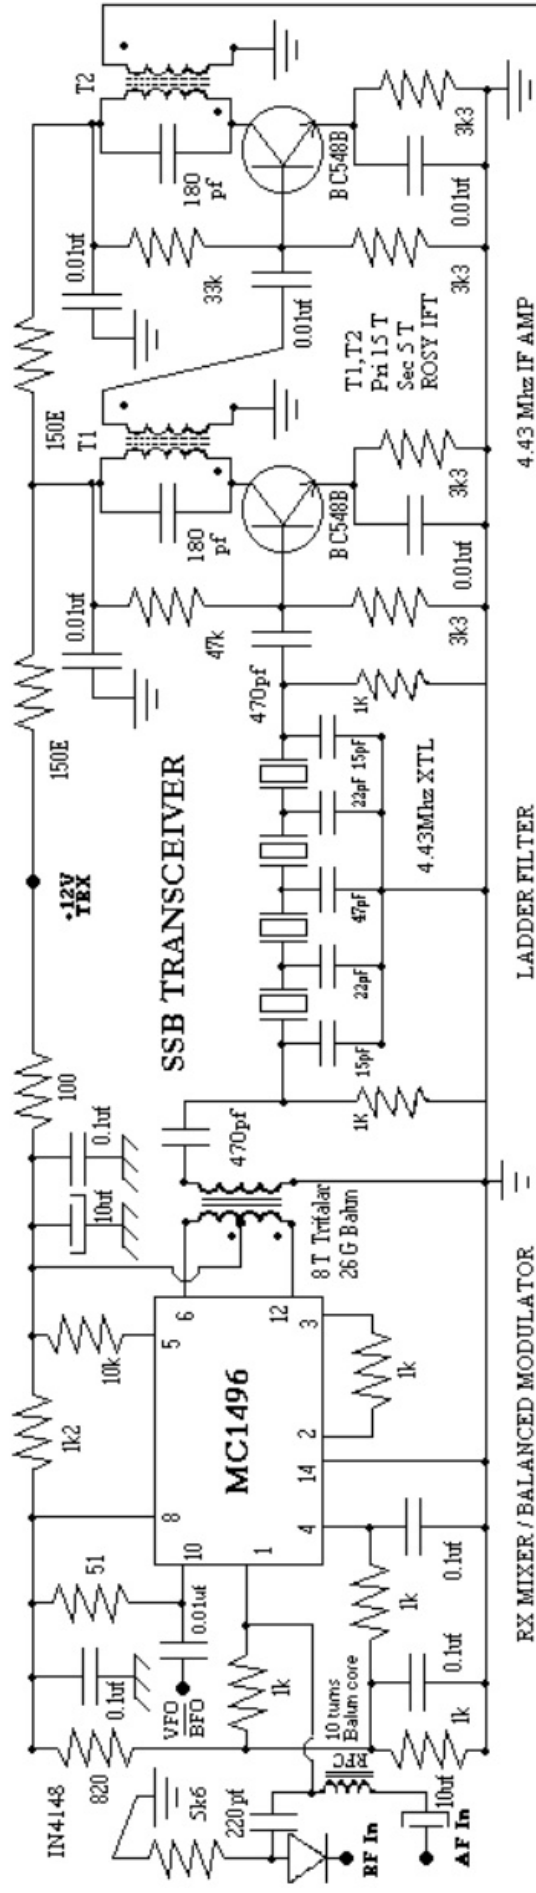 IN4148
820
5k6
220pf
RF In
AF In
10uf
RFC
10 turns
Balun core
0.1uf
51
VFO
BFO
0.01uf
1k
1k
1k
0.1uf
0.1uf
1k2
10k
8
10
1
4
14
2
3
12
6
5
MC1496
1k
10uf
0.1uf
100
8 T Trifalar
26 G Balun
470pf
1K
RX MIXER / BALANCED MODULATOR
+12V
TRX
SSB TRANSCEIVER
15pF
22pF
47pF
22pF
15pF
4.43Mhz XTL
LADDER FILTER
470pf
1K
150E
0.01uf
47k
3k3
T1
180
pf
BC548B
0.01uf
3k3
150E
0.01uf
0.01uf
33k
3k3
T1,T2
Pri 15 T
Sec 5 T
ROSY IFT
T2
180
pf
BC548B
0.01uf
3k3
4.43 Mhz IF AMP